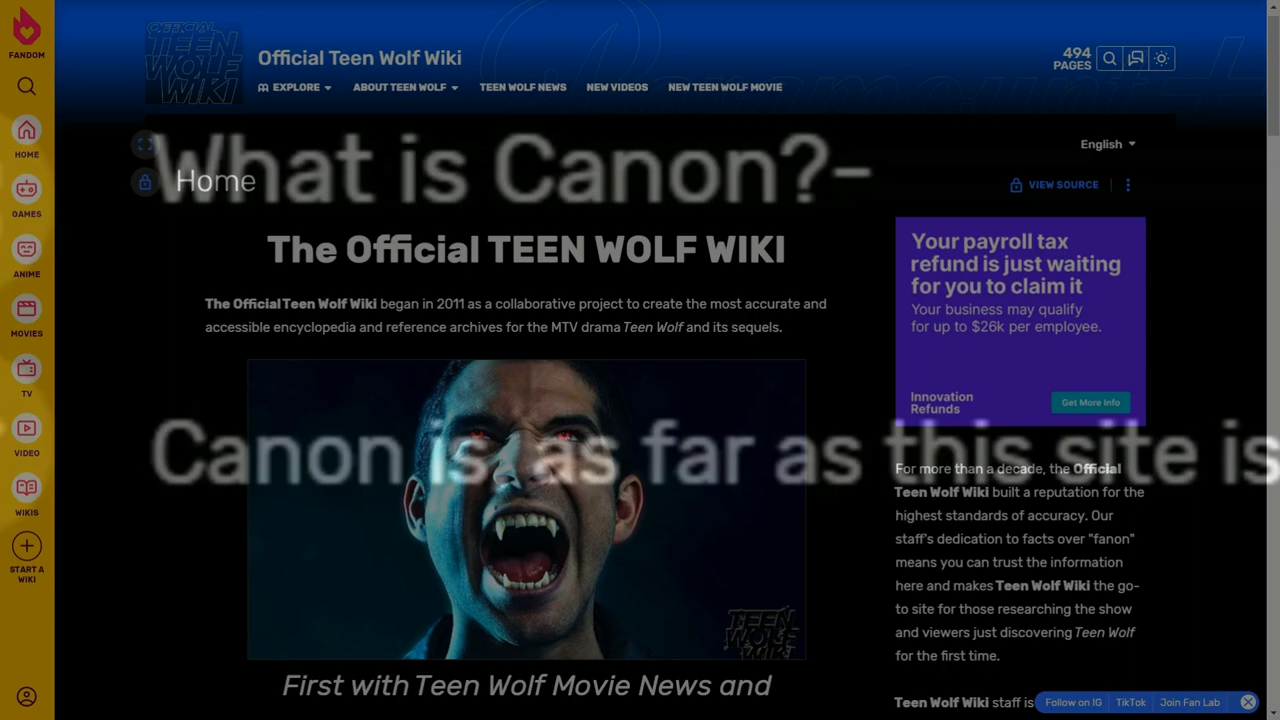 FANDOM
HOME
GAMES
ANIME
MOVIES
TV
VIDEO
WIKIS
START A
WIKI
OFFICIAL
TEEN
WOLF
WIKI
Official Teen Wolf Wiki
EXPLORE
ABOUT TEEN WOLF
TEEN WOLF NEWS
NEW VIDEOS
NEW TEEN WOLF MOVIE
494
PAGES
English
What is Canon?–
Home
VIEW SOURCE
The Official TEEN WOLF WIKI
The Official Teen Wolf Wiki began in 2011 as a collaborative project to create the most accurate and
accessible encyclopedia and reference archives for the MTV drama Teen Wolf and its sequels.
Canon is as far as this site is
TEEN
WOLF
WIKI
First with Teen Wolf Movie News and
Your payroll tax
refund is just waiting
for you to claim it
Your business may qualify
for up to $26k per employee.
Innovation
Refunds
Get More Info
For more than a decade, the Official
Teen Wolf Wiki built a reputation for the
highest standards of accuracy. Our
staff's dedication to facts over "fanon"
means you can trust the information
here and makes Teen Wolf Wiki the go-
to site for those researching the show
and viewers just discovering Teen Wolf
for the first time.
Teen Wolf Wiki staff is
Follow on IG
TikTok
Join Fan Lab